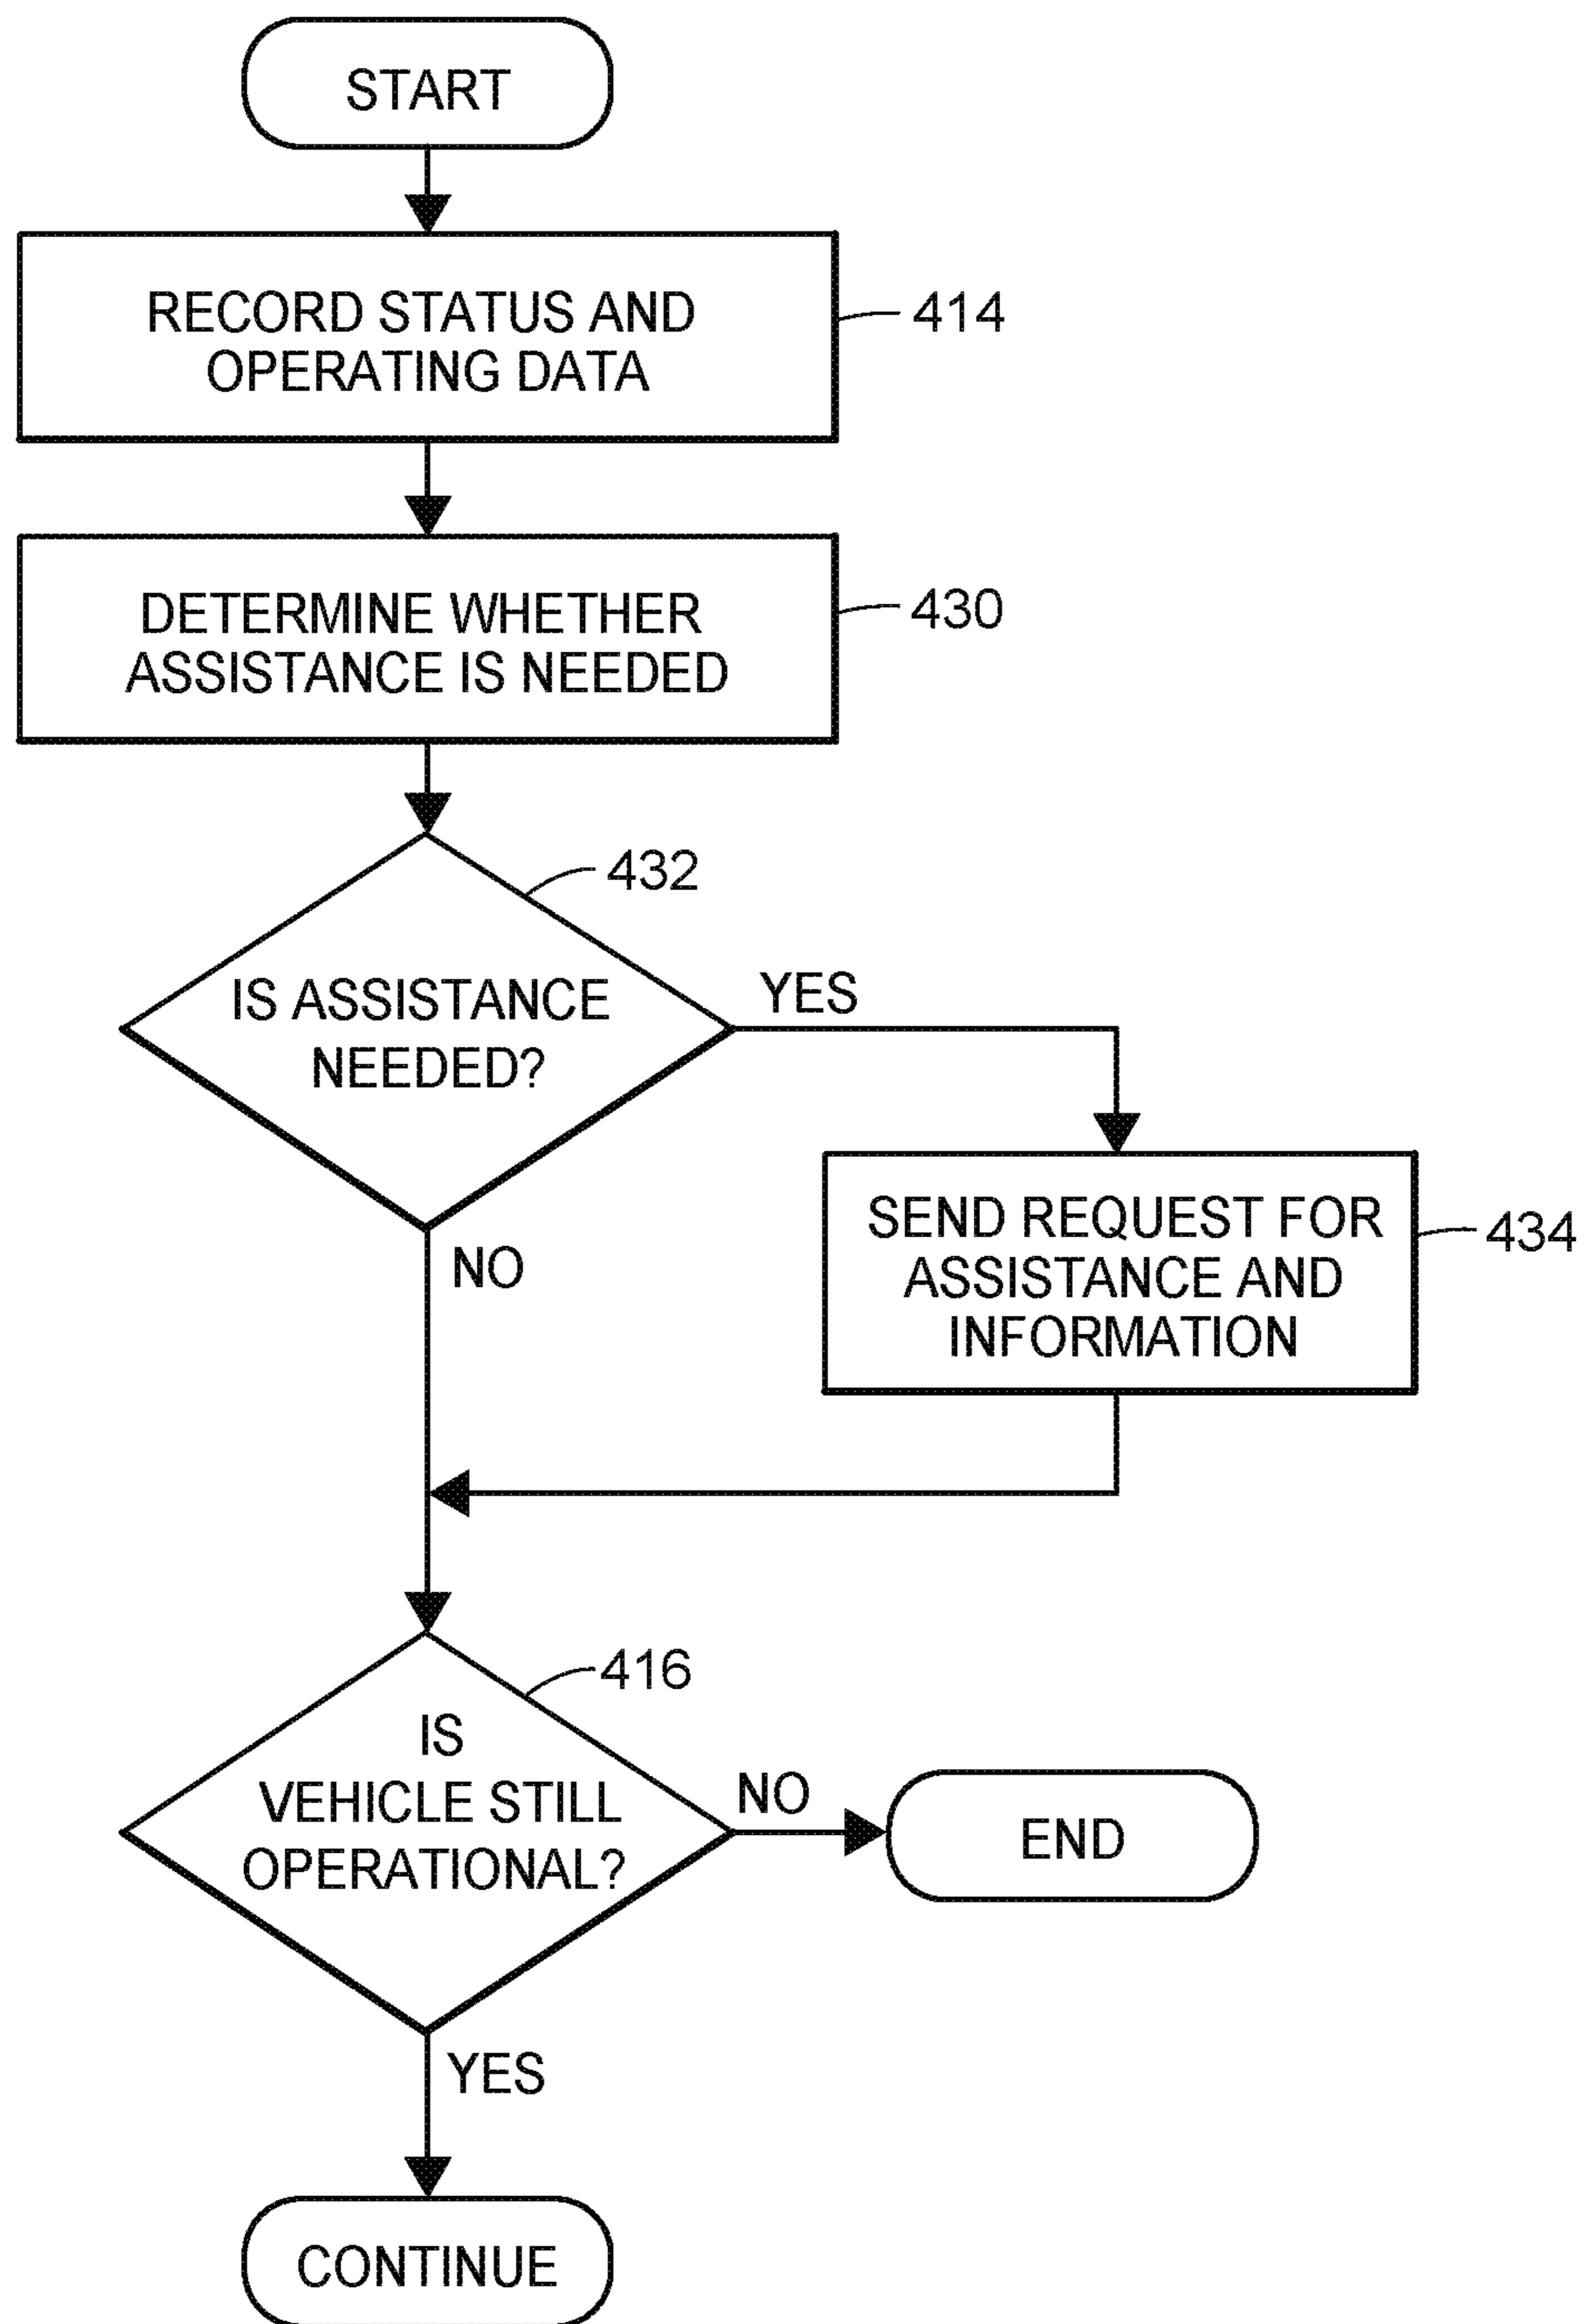 START
RECORD STATUS AND
OPERATING DATA
414
DETERMINE WHETHER
ASSISTANCE IS NEEDED
430
432
IS ASSISTANCE
NEEDED?
YES
NO
SEND REQUEST FOR
ASSISTANCE AND
INFORMATION
434
416
IS
VEHICLE STILL
OPERATIONAL?
NO
END
YES
CONTINUE